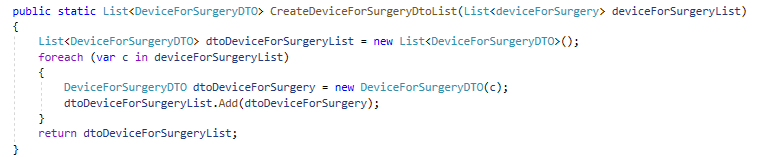 public static List<DeviceForSurgeryDTO> CreateDeviceForSurgeryDtoList(List<deviceForSurgery> deviceForSurgeryList)
{
    List<DeviceForSurgeryDTO> dtoDeviceForSurgeryList = new List<DeviceForSurgeryDTO>();
    foreach (var c in deviceForSurgeryList)
    {
        DeviceForSurgeryDTO dtoDeviceForSurgery = new DeviceForSurgeryDTO(c);
        dtoDeviceForSurgeryList.Add(dtoDeviceForSurgery);
    }
    return dtoDeviceForSurgeryList;
}